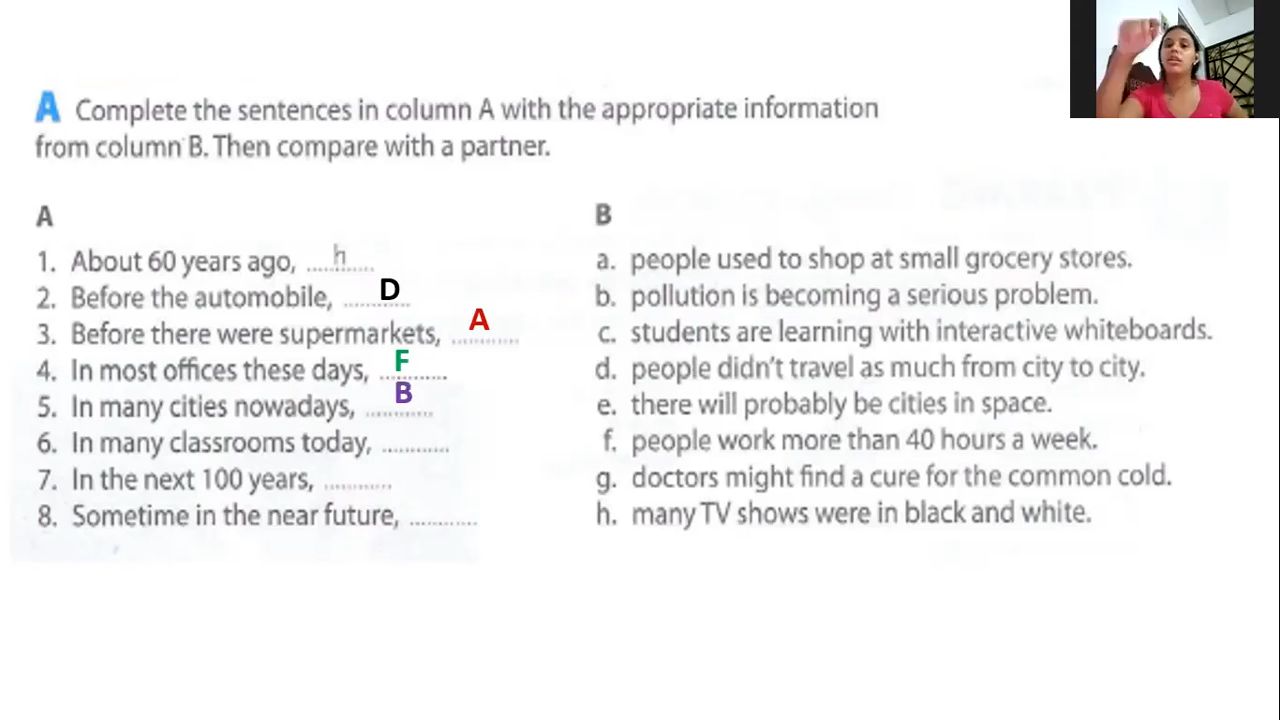 A Complete the sentences in column A with the appropriate information
from column B. Then compare with a partner.
A
1. About 60 years ago, ....h....
2. Before the automobile, ....D....
3. Before there were supermarkets, ....A....
4. In most offices these days, ....F....
5. In many cities nowadays, ....B....
6. In many classrooms today, ............
7. In the next 100 years, ............
8. Sometime in the near future, ............
B
a. people used to shop at small grocery stores.
b. pollution is becoming a serious problem.
c. students are learning with interactive whiteboards.
d. people didn't travel as much from city to city.
e. there will probably be cities in space.
f. people work more than 40 hours a week.
g. doctors might find a cure for the common cold.
h. many TV shows were in black and white.